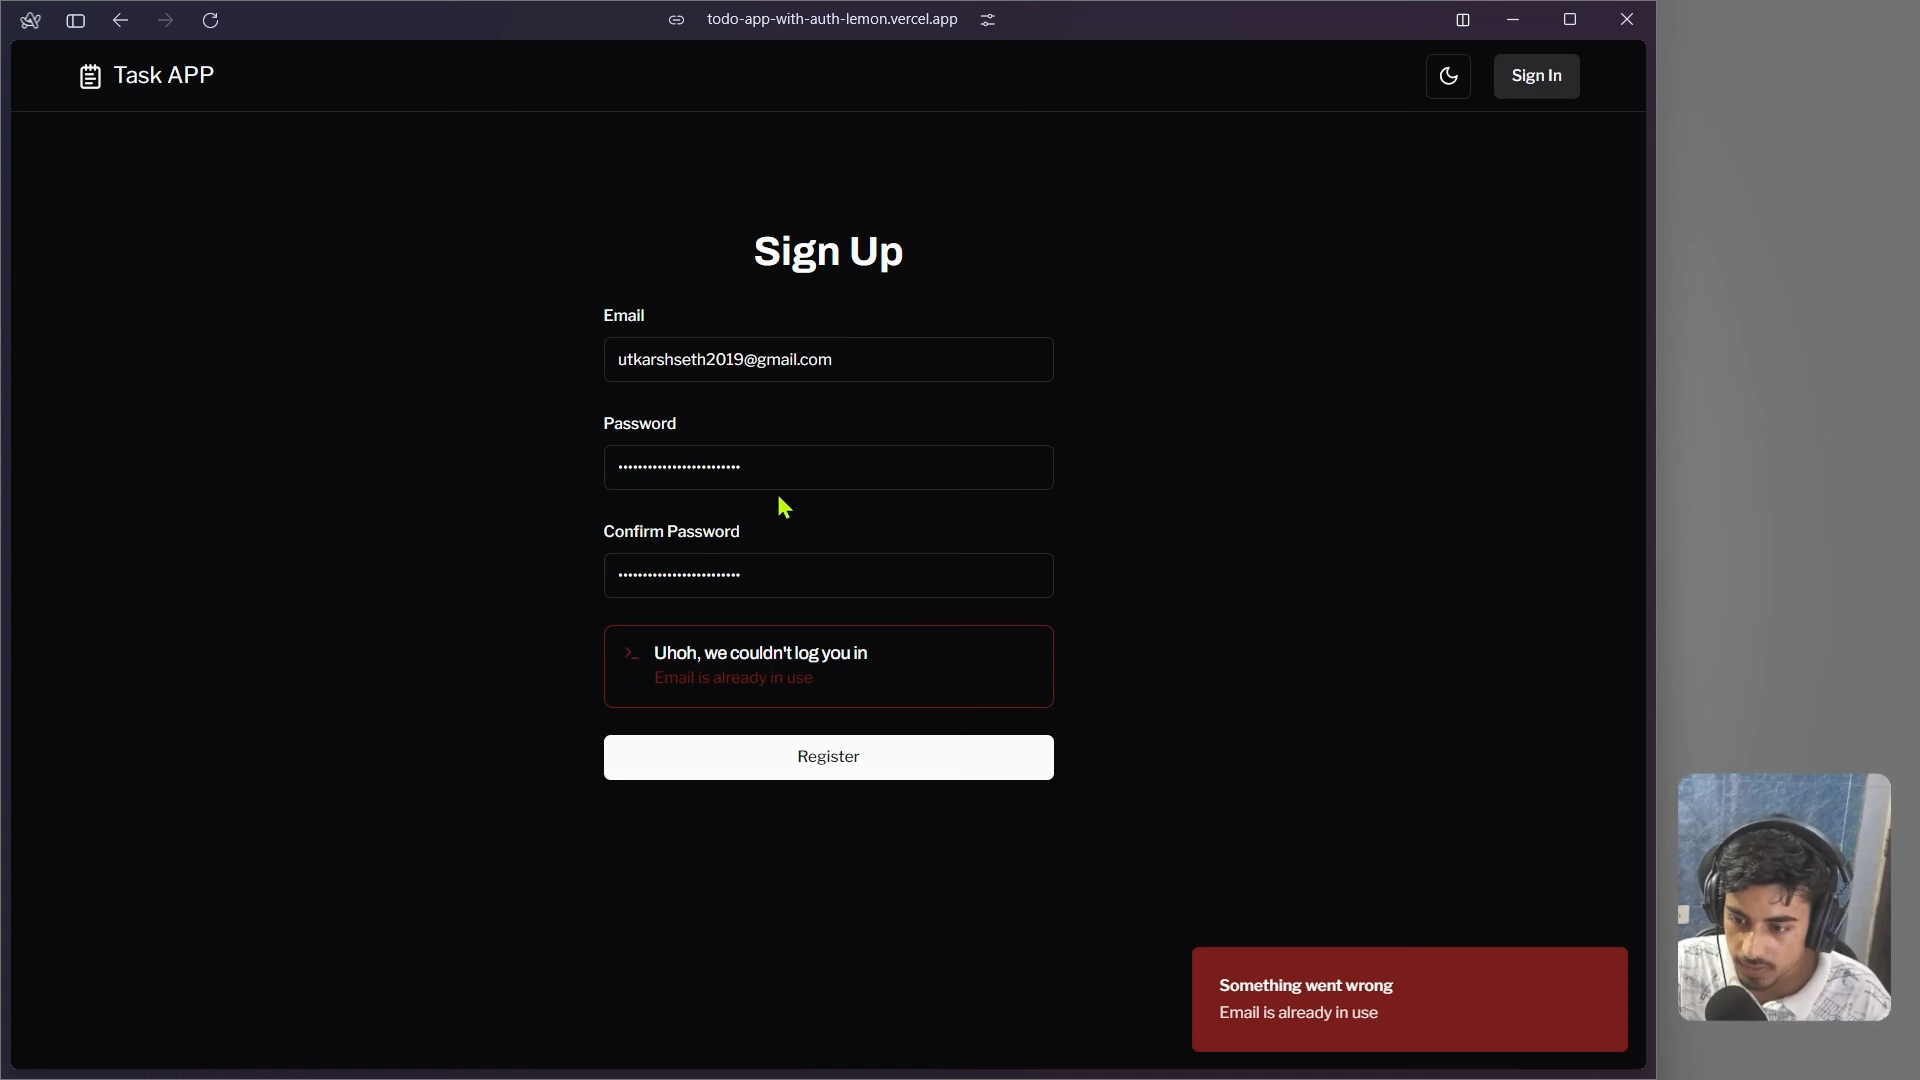 todo-app-with-auth-lemon.vercel.app
Task APP
Sign In
Sign Up
Email
utkarshseth2019@gmail.com
Password
•••••••••••••••••••••••••
Confirm Password
•••••••••••••••••••••••••
Uhoh, we couldn't log you in
Email is already in use
Register
Something went wrong
Email is already in use